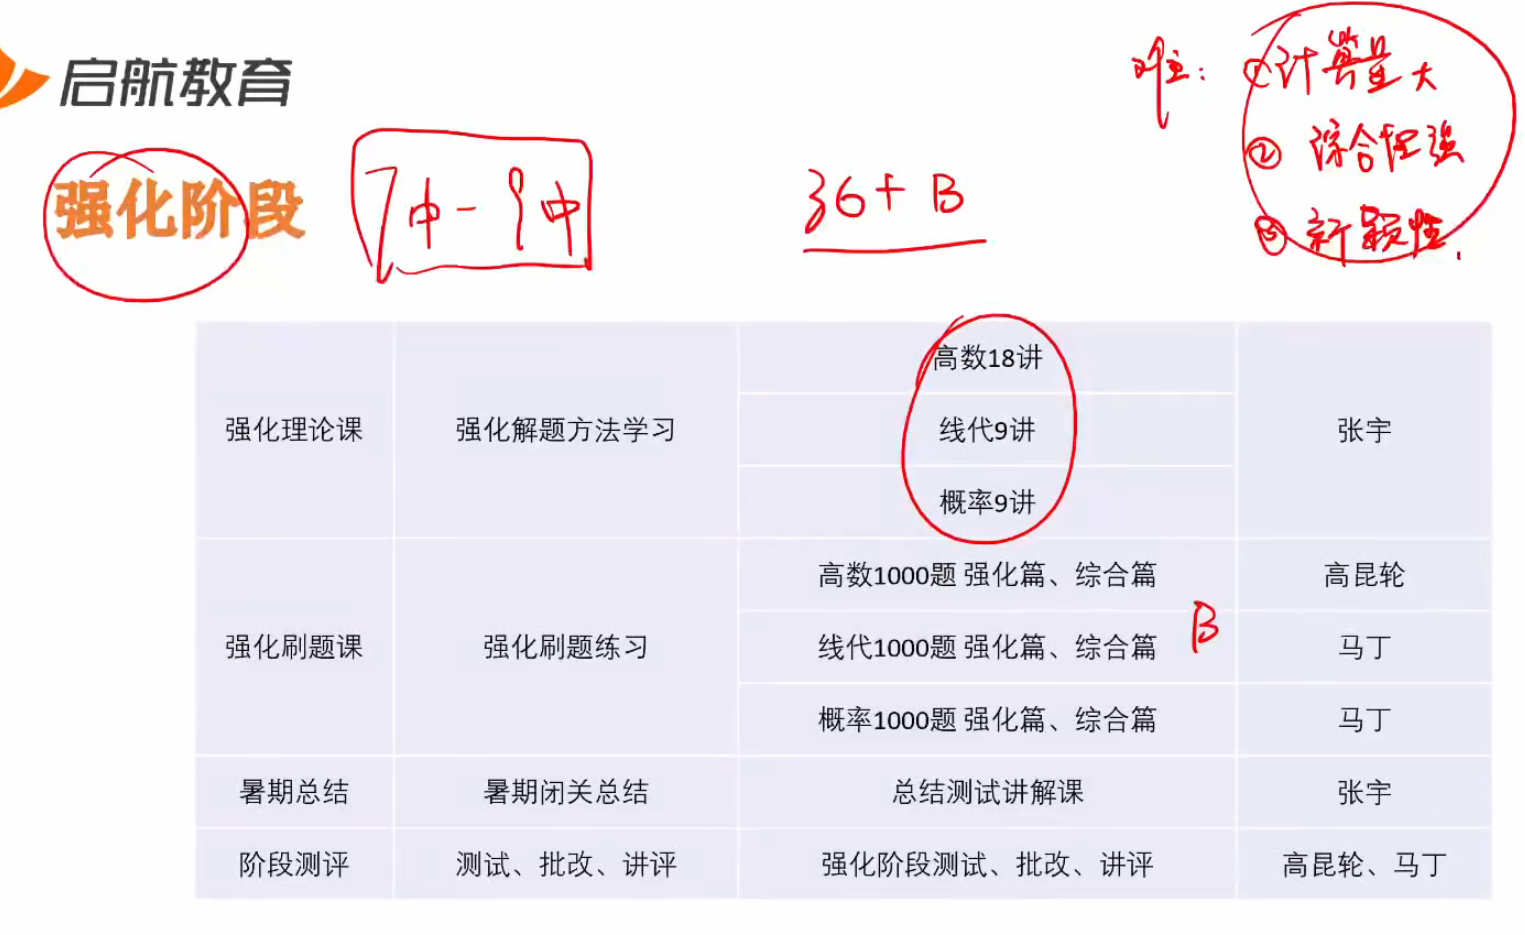 启航教育
难：①计算量大
②综合性强
③新颖性.
强化阶段 7中-9中 36+B
强化理论课 强化解题方法学习 高数18讲 张宇
线代9讲
概率9讲
强化刷题课 强化刷题练习 高数1000题 强化篇、综合篇 高昆轮
线代1000题 强化篇、综合篇 B 马丁
概率1000题 强化篇、综合篇 马丁
暑期总结 暑期闭关总结 总结测试讲解课 张宇
阶段测评 测试、批改、讲评 强化阶段测试、批改、讲评 高昆轮、马丁